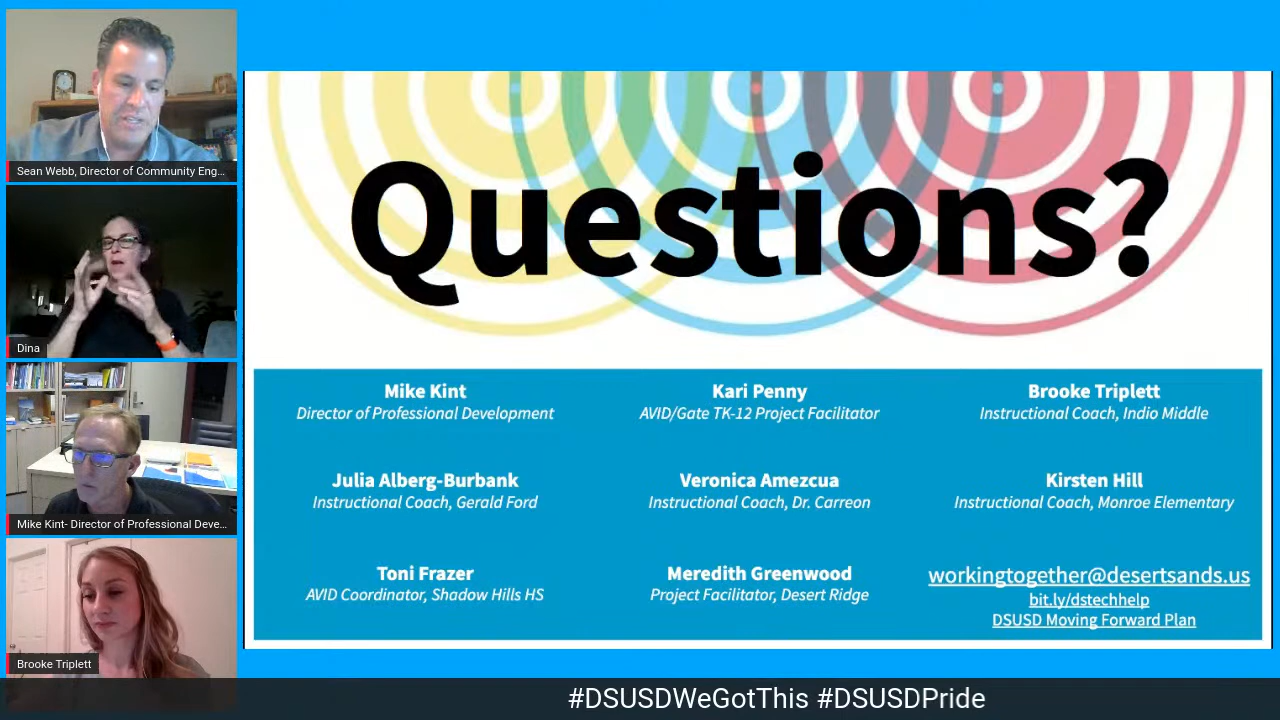 Sean Webb, Director of Community Eng...
Dina
Mike Kint- Director of Professional Deve...
Brooke Triplett
Questions?
Mike Kint
Director of Professional Development
Kari Penny
AVID/Gate TK-12 Project Facilitator
Brooke Triplett
Instructional Coach, Indio Middle
Julia Alberg-Burbank
Instructional Coach, Gerald Ford
Veronica Amezcua
Instructional Coach, Dr. Carreon
Kirsten Hill
Instructional Coach, Monroe Elementary
Toni Frazer
AVID Coordinator, Shadow Hills HS
Meredith Greenwood
Project Facilitator, Desert Ridge
workingtogether@desertsands.us
bit.ly/dstechhelp
DSUSD Moving Forward Plan
#DSUSDWeGotThis #DSUSDPride